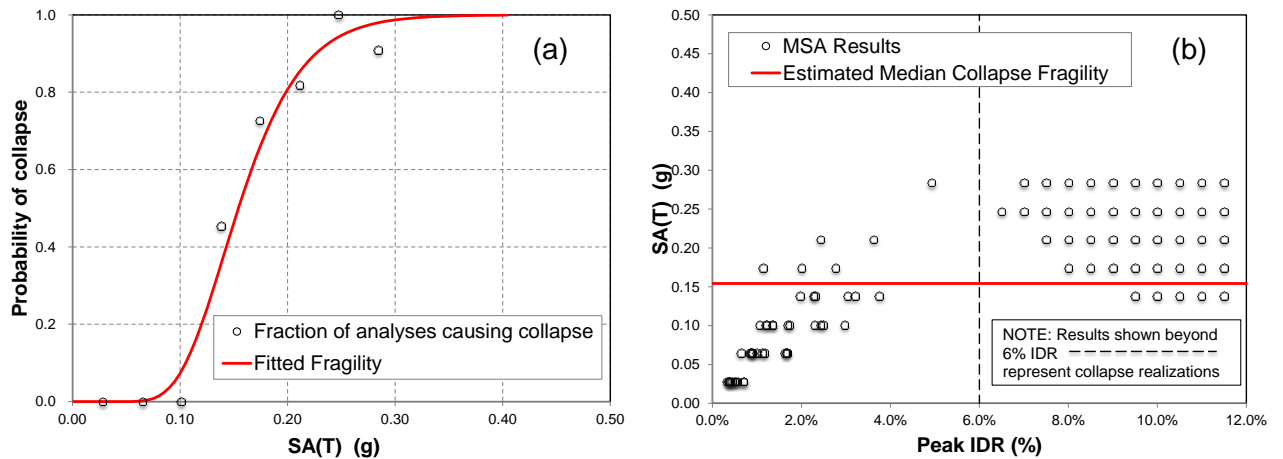 (a)
Probability of collapse
1.0
0.8
0.6
0.4
0.2
0.0
Fraction of analyses causing collapse
Fitted Fragility
0.00 0.10 0.20 0.30 0.40 0.50
SA(T) (g)
(b)
SA(T) (g)
0.50
0.45
0.40
0.35
0.30
0.25
0.20
0.15
0.10
0.05
0.00
MSA Results
Estimated Median Collapse Fragility
NOTE: Results shown beyond
6% IDR
represent collapse realizations
0.0% 2.0% 4.0% 6.0% 8.0% 10.0% 12.0%
Peak IDR (%)